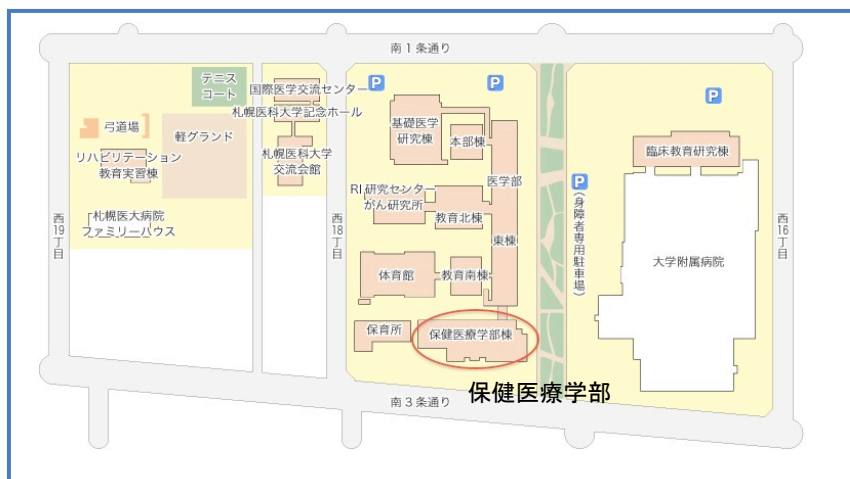 南1条通り
テニス
コート
国際医学交流センター
P
P
P
弓道場
軽グランド
札幌医科大学記念ホール
基礎医学
研究棟
本部棟
臨床教育研究棟
リハビリテーション
教育実習棟
札幌医科大学
交流会館
医学部
東棟
RI研究センター
がん研究所
教育北棟
P
(身障者専用駐車場)
札幌医大病院
ファミリーハウス
西19丁目
西18丁目
西16丁目
大学附属病院
体育館
教育南棟
保育所
保健医療学部棟
保健医療学部
南3条通り